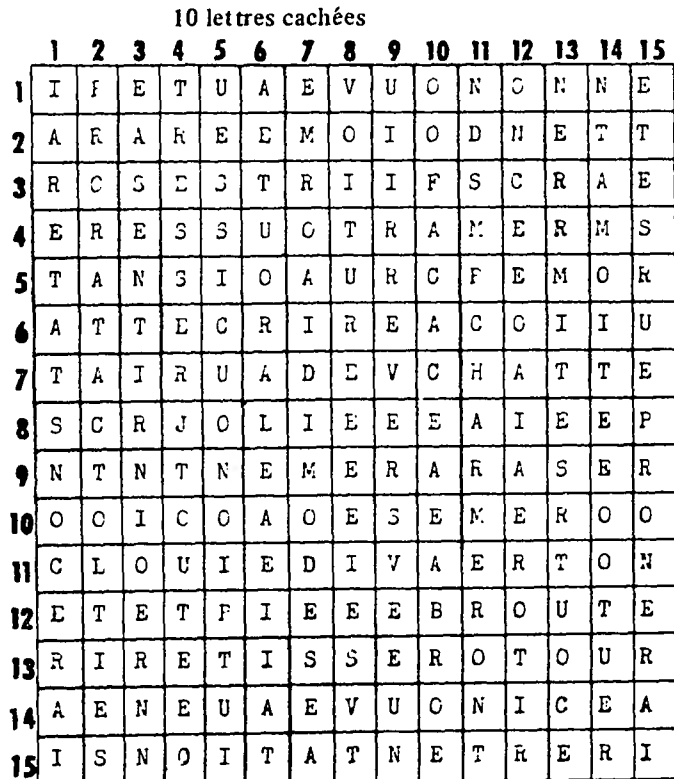 10 lettres cachées
1 2 3 4 5 6 7 8 9 10 11 12 13 14 15
1 I F E T U A E V U O N O N N E
2 A R A R E E M O I O D N E T T
3 R O S E S T R I I F S C R A E
4 E R E S S U O T R A M E R M S
5 T A N S I O A U R C F E M O R
6 A T T E C R I R E A C O I I U
7 T A I R U A D E V C H A T T E
8 S C R J O L I B E E A I E E P
9 N T N T N E M E R A R A S E R
10 O O I C O A O E S E M E R O O
11 C L O U I E D I V A E R T O N
12 E T E T F I E E E B R O U T E
13 R I R E T I S S E R O T O U R
14 A E N E U A E V U O N I C E A
15 I S N O I T A T N E T R E R I